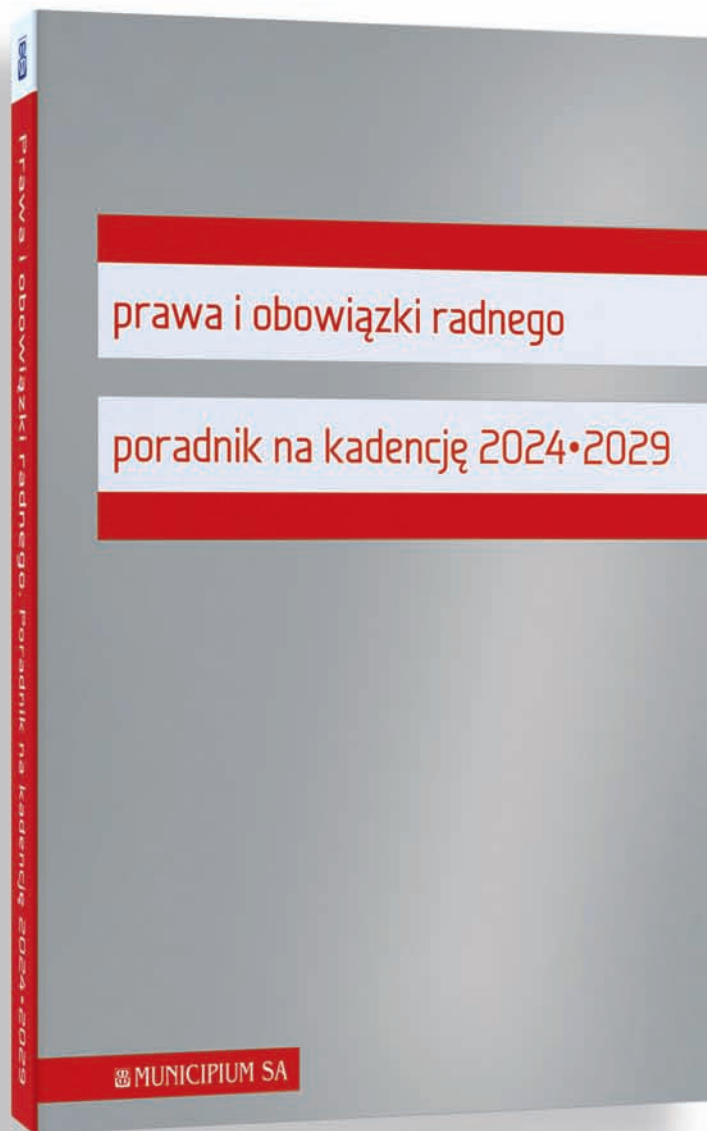 prawa i obowiązki radnego
poradnik na kadencję 2024•2029
MUNICIPIUM SA
Prawa i obowiązki radnego. Poradnik na kadencję 2024•2029